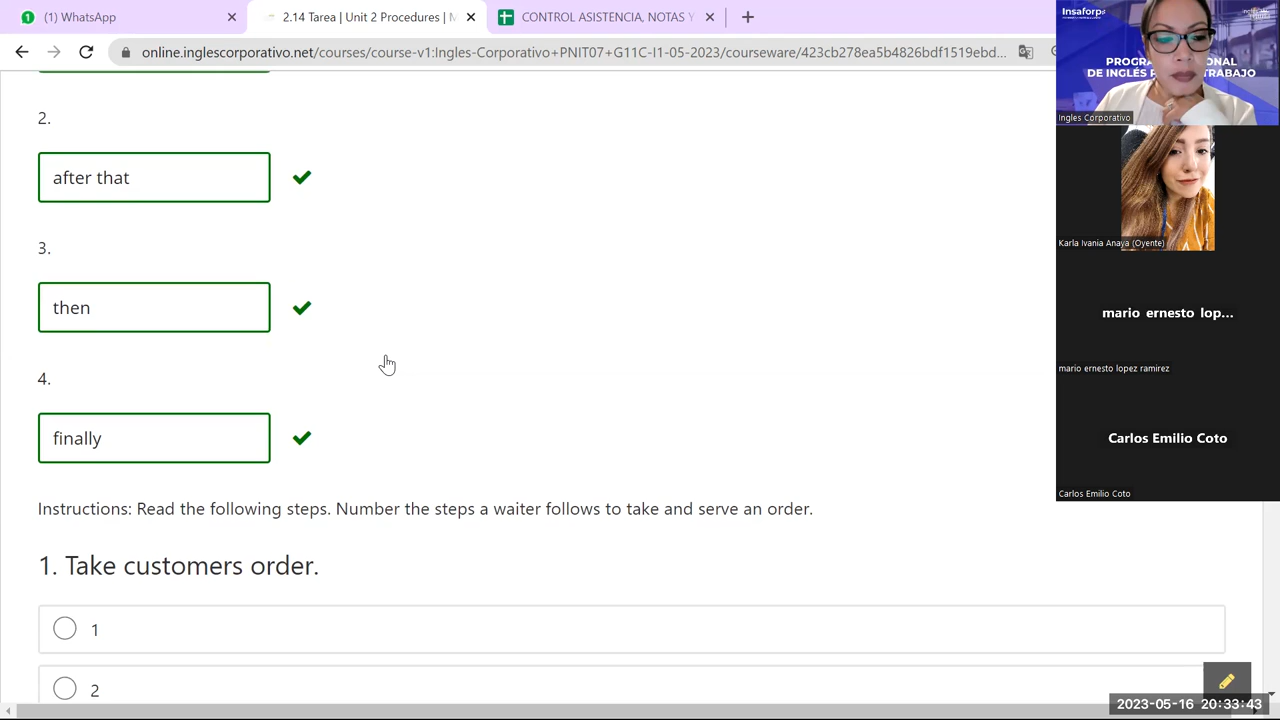 1 WhatsApp
2.14 Tarea | Unit 2 Procedures | M
CONTROL ASISTENCIA NOTAS Y
online.inglescorporativo.net/courses/course-v1:Ingles-Corporativo+PNIT07+G11C-I1-05-2023/courseware/423cb278ea5b4826bdf1519ebd...
2.
after that
3.
then
4.
finally
Instructions: Read the following steps. Number the steps a waiter follows to take and serve an order.
1. Take customers order.
1
2
Insaforp
DE INGLÉS TRABAJO
Ingles Corporativo
Karla Ivania Anaya (Oyente)
mario ernesto lop...
mario ernesto lopez ramirez
Carlos Emilio Coto
Carlos Emilio Coto
2023-05-16 20:33:43